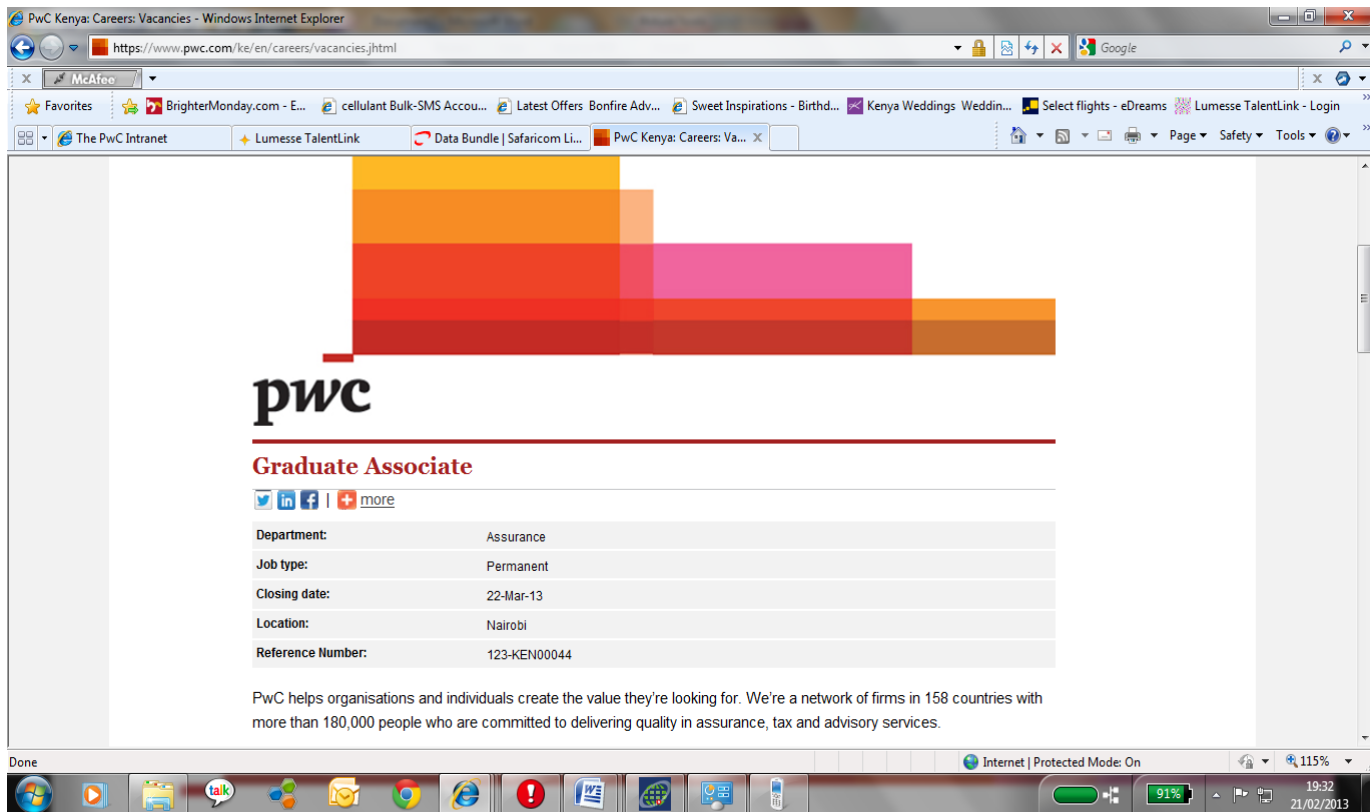 PwC Kenya: Careers: Vacancies - Windows Internet Explorer
https://www.pwc.com/ke/en/careers/vacancies.jhtml
Google
X McAfee X
Favorites BrighterMonday.com - E... cellulant Bulk-SMS Accou... Latest Offers Bonfire Adv... Sweet Inspirations - Birthd... Kenya Weddings Weddin... Select flights - eDreams Lumesse TalentLink - Login
The PwC Intranet Lumesse TalentLink Data Bundle | Safaricom Li... PwC Kenya: Careers: Va... X Page Safety Tools
pwc
Graduate Associate
| more
Department: Assurance
Job type: Permanent
Closing date: 22-Mar-13
Location: Nairobi
Reference Number: 123-KEN00044
PwC helps organisations and individuals create the value they're looking for. We're a network of firms in 158 countries with
more than 180,000 people who are committed to delivering quality in assurance, tax and advisory services.
Done Internet | Protected Mode: On 115%
talk 91% 19:32
21/02/2013